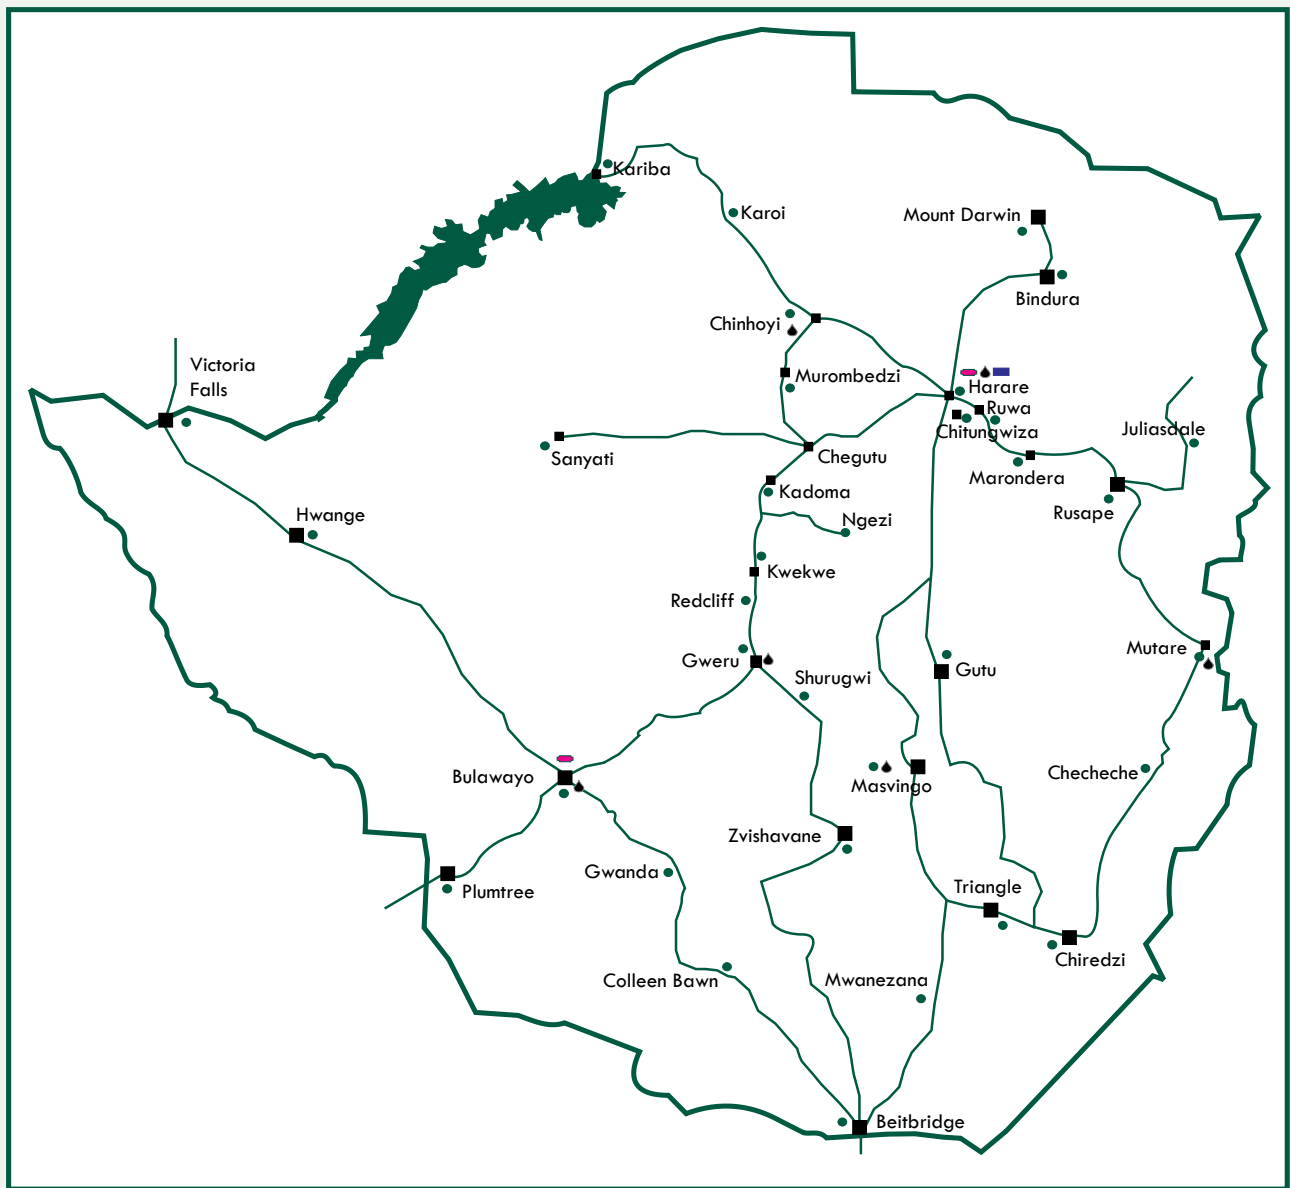 Kariba
Karoi
Mount Darwin
Bindura
Chinhoyi
Victoria
Falls
Murombedzi
Harare
Ruwa
Chitungwiza
Juliasdale
Sanyati
Chegutu
Marondera
Kadoma
Rusape
Hwange
Ngezi
Kwekwe
Redcliff
Gweru
Mutare
Shurugwi
Gutu
Bulawayo
Checheche
Masvingo
Zvishavane
Gwanda
Plumtree
Triangle
Chiredzi
Colleen Bawn
Mwanezana
Beitbridge